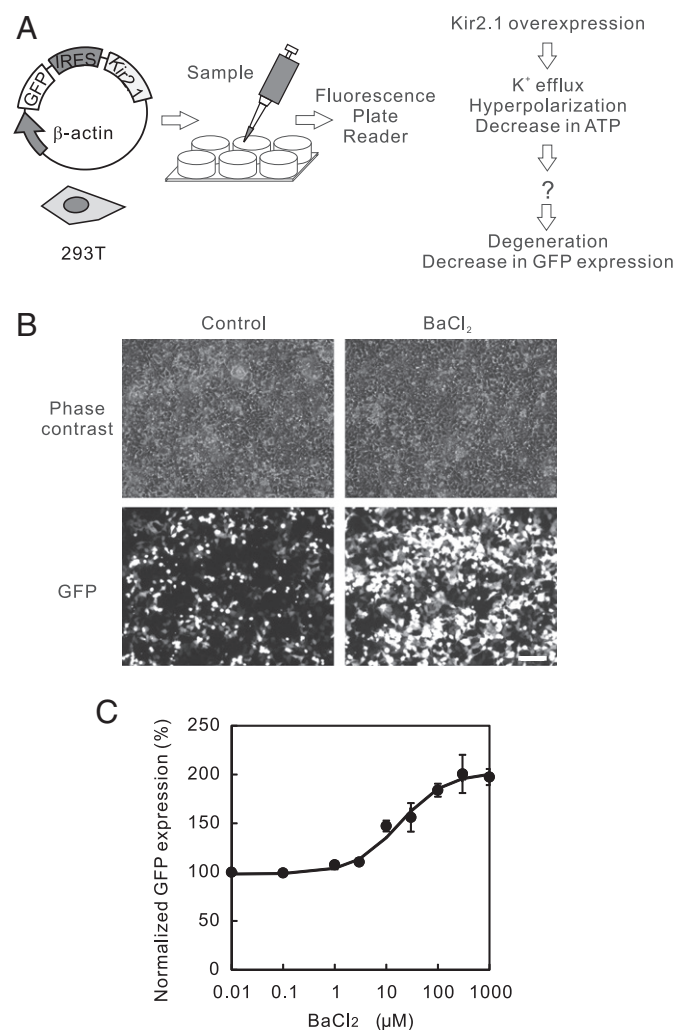 A
GFP
IRES
Kir2.1
β-actin
293T
Sample
Fluorescence
Plate
Reader
Kir2.1 overexpression
K⁺ efflux
Hyperpolarization
Decrease in ATP
?
Degeneration
Decrease in GFP expression
B
Control
BaCl₂
Phase
contrast
GFP
C
Normalized GFP expression (%)
250
200
150
100
50
0
0.01 0.1 1 10 100 1000
BaCl₂ (µM)